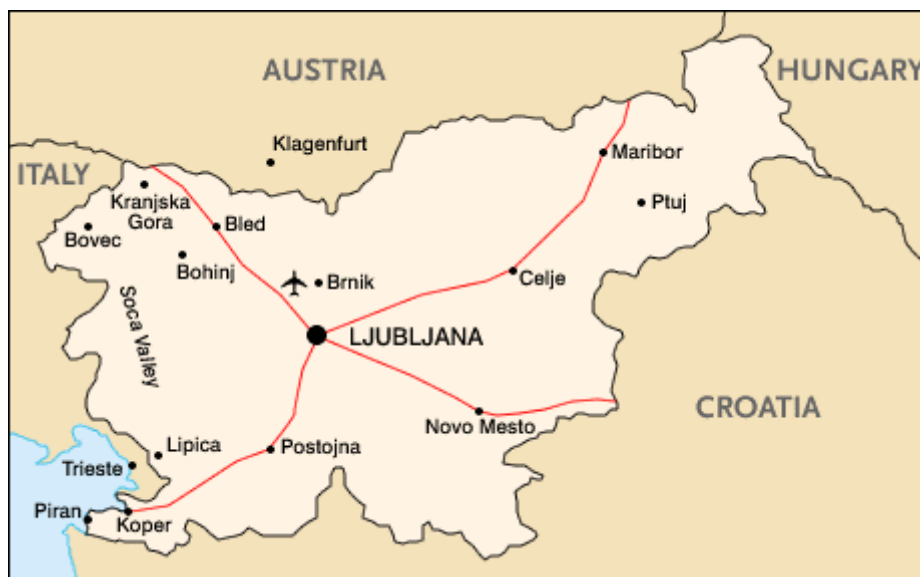 AUSTRIA
HUNGARY
Klagenfurt
Maribor
ITALY
Kranjska
Gora
Ptuj
Bled
Bovec
Bohinj
Brnik
Celje
Soca Valley
LJUBLJANA
CROATIA
Novo Mesto
Lipica
Postojna
Trieste
Piran
Koper